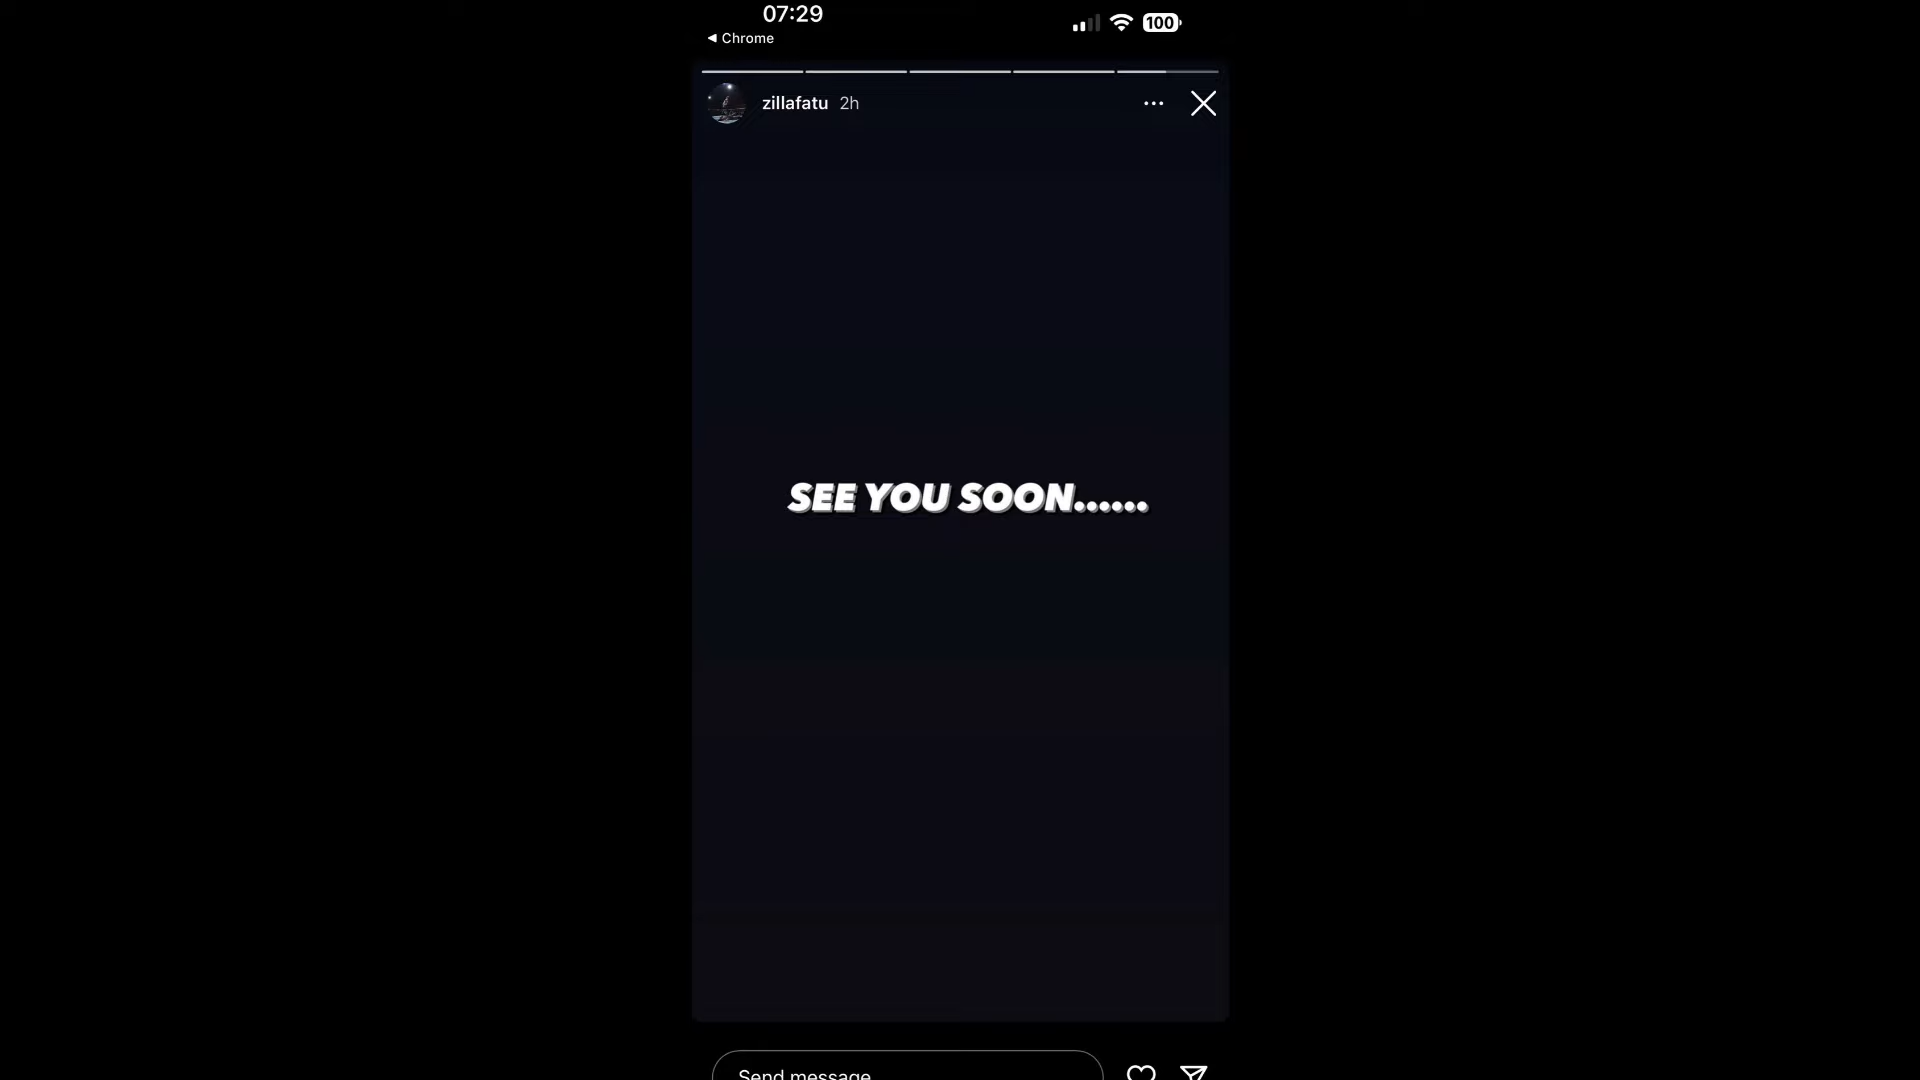 07:29
100
◀ Chrome
zillafatu 2h
SEE YOU SOON......
Send message